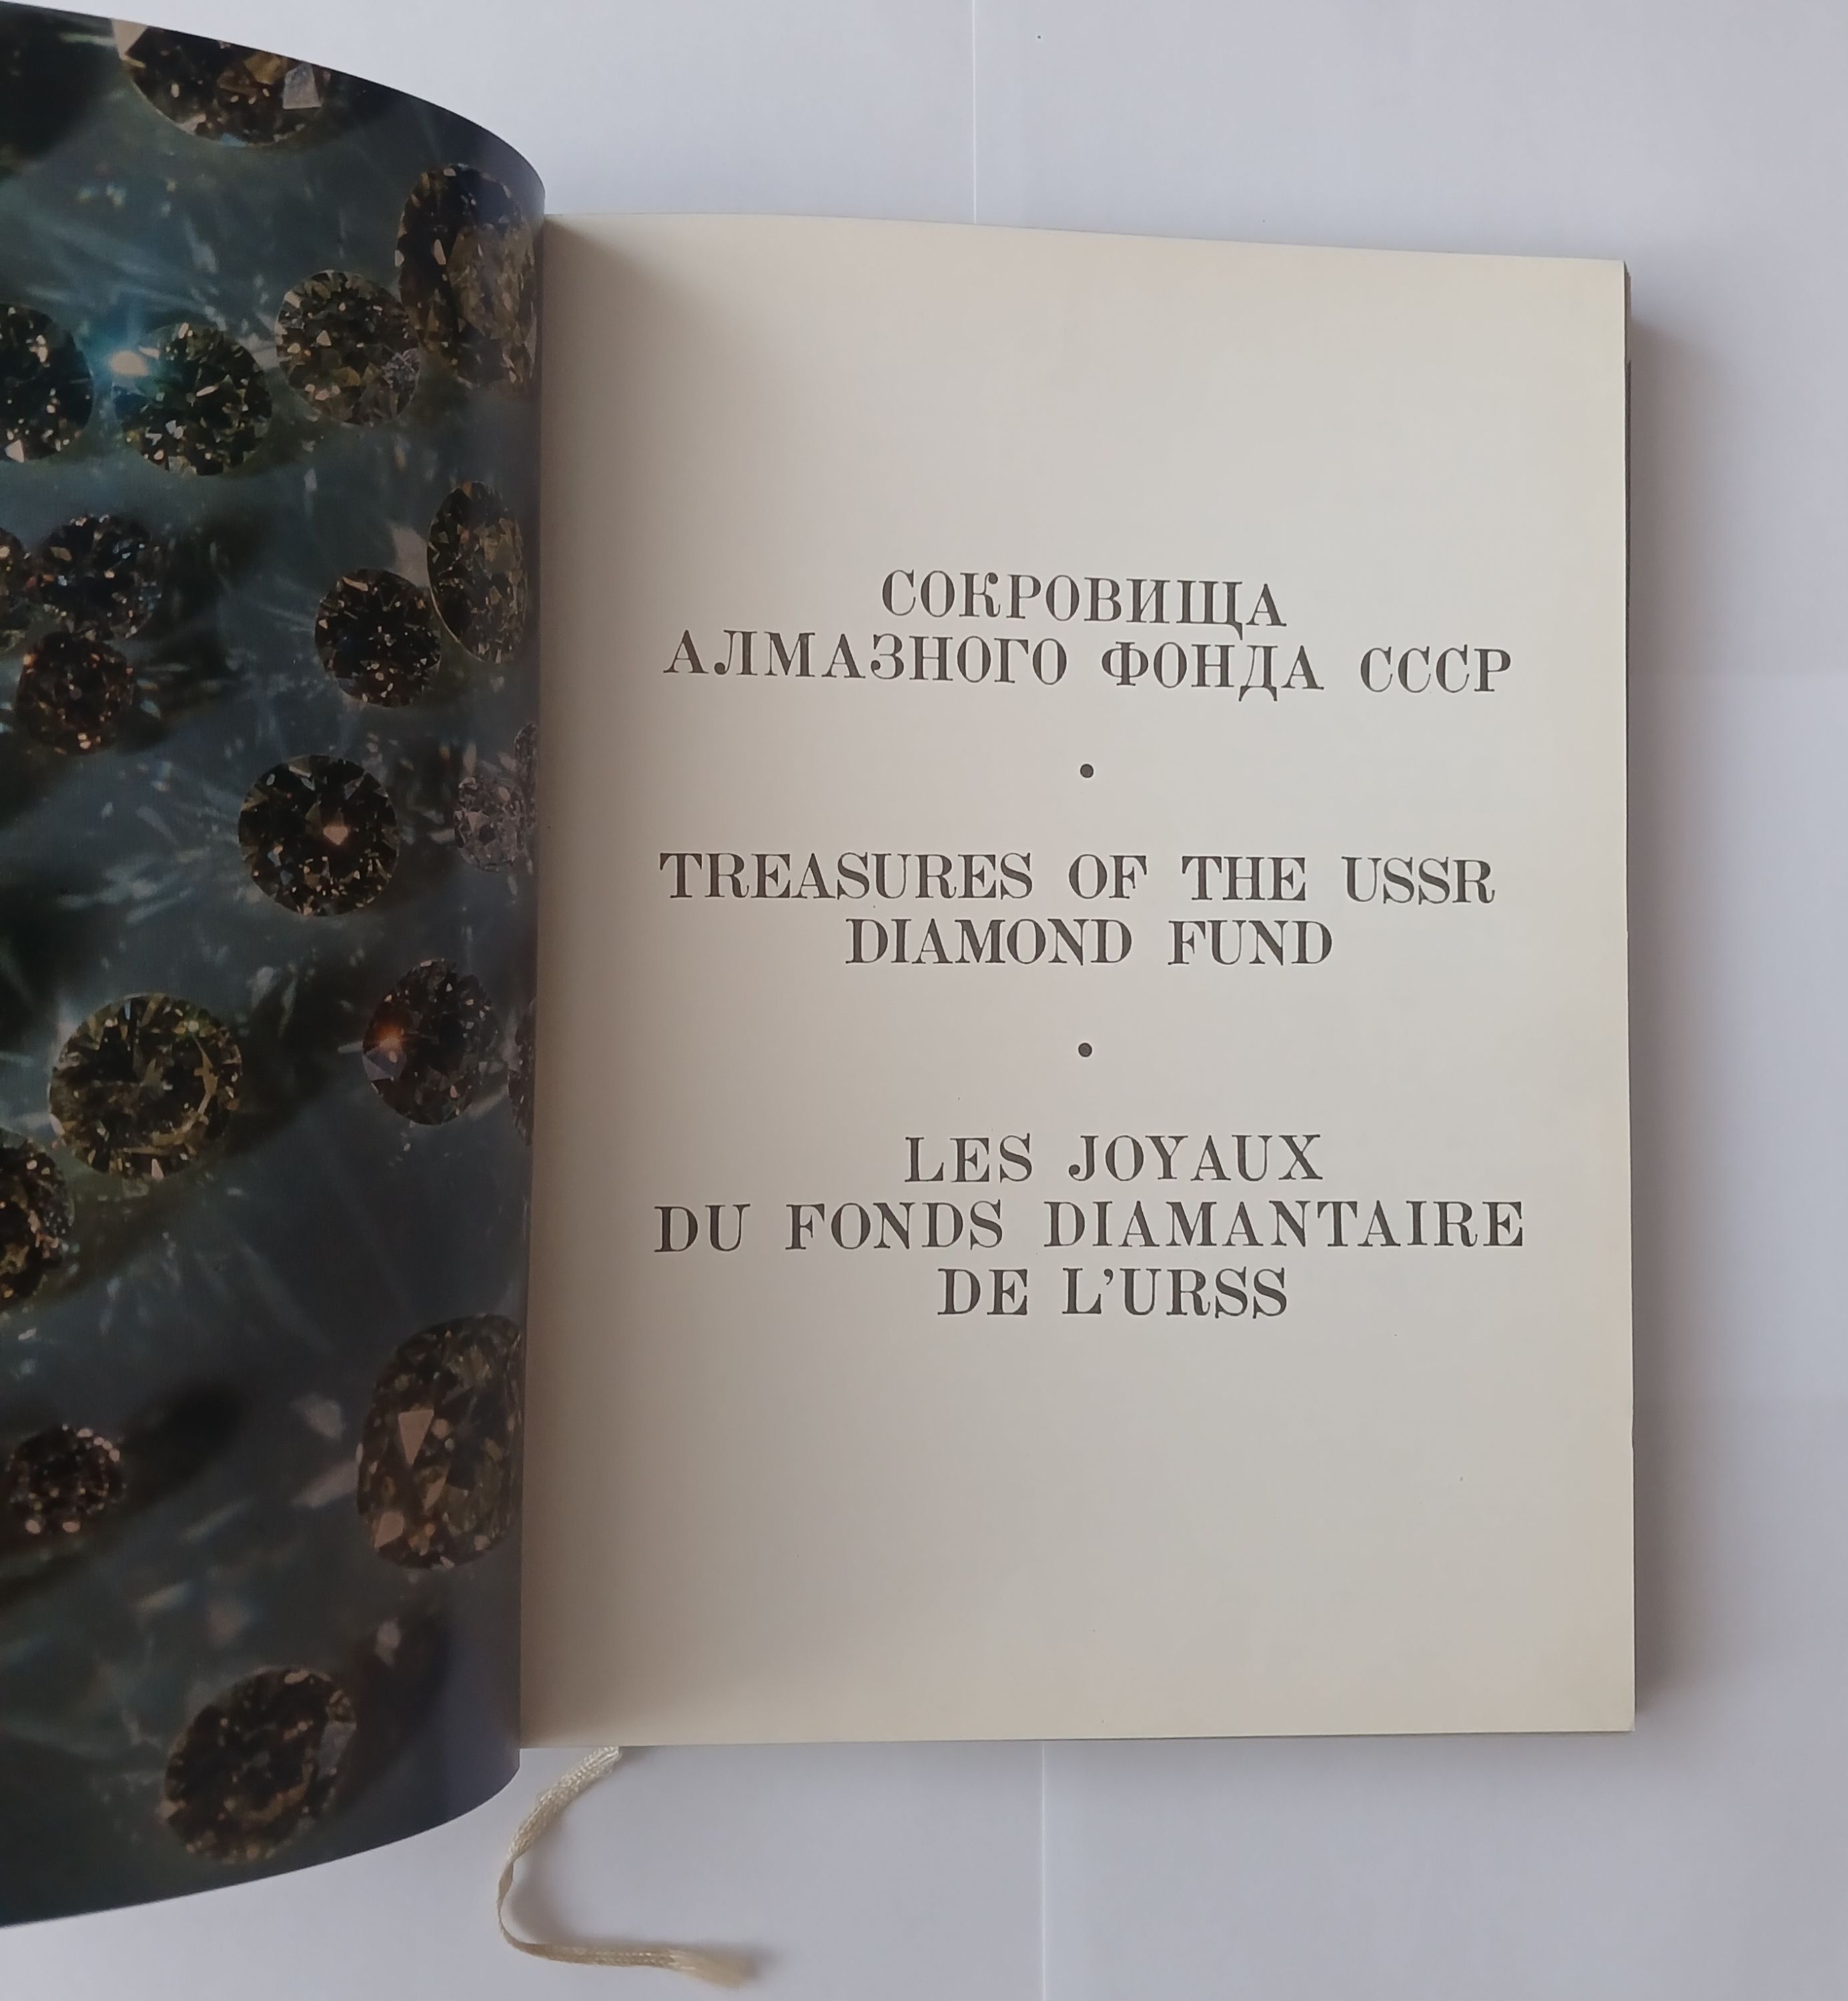 СОКРОВИЩА
АЛМАЗНОГО ФОНДА СССР
•
TREASURES OF THE USSR
DIAMOND FUND
•
LES JOYAUX
DU FONDS DIAMANTAIRE
DE L'URSS